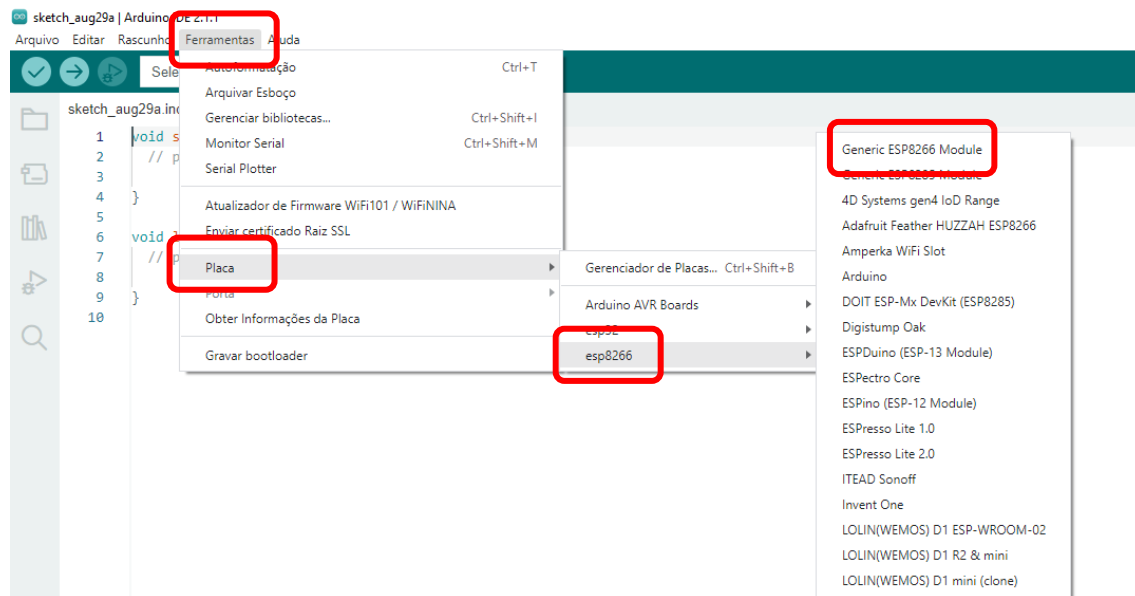 sketch_aug29a | Arduino IDE 2.1.1
Arquivo Editar Rascunho Ferramentas Ajuda
Sele
sketch_aug29a.ino
1 void s
2 // p
3
4 }
5
6 void l
7 // p
8
9 }
10
Autoformatação Ctrl+T
Arquivar Esboço
Gerenciar bibliotecas... Ctrl+Shift+I
Monitor Serial Ctrl+Shift+M
Serial Plotter
Atualizador de Firmware WiFi101 / WiFiNINA
Enviar certificado Raiz SSL
Placa
Porta
Obter Informações da Placa
Gravar bootloader
Gerenciador de Placas... Ctrl+Shift+B
Arduino AVR Boards
esp32
esp8266
Generic ESP8266 Module
Generic ESP8285 Module
4D Systems gen4 IoD Range
Adafruit Feather HUZZAH ESP8266
Amperka WiFi Slot
Arduino
DOIT ESP-Mx DevKit (ESP8285)
Digistump Oak
ESPDuino (ESP-13 Module)
ESPectro Core
ESPino (ESP-12 Module)
ESPresso Lite 1.0
ESPresso Lite 2.0
ITEAD Sonoff
Invent One
LOLIN(WEMOS) D1 ESP-WROOM-02
LOLIN(WEMOS) D1 R2 & mini
LOLIN(WEMOS) D1 mini (clone)